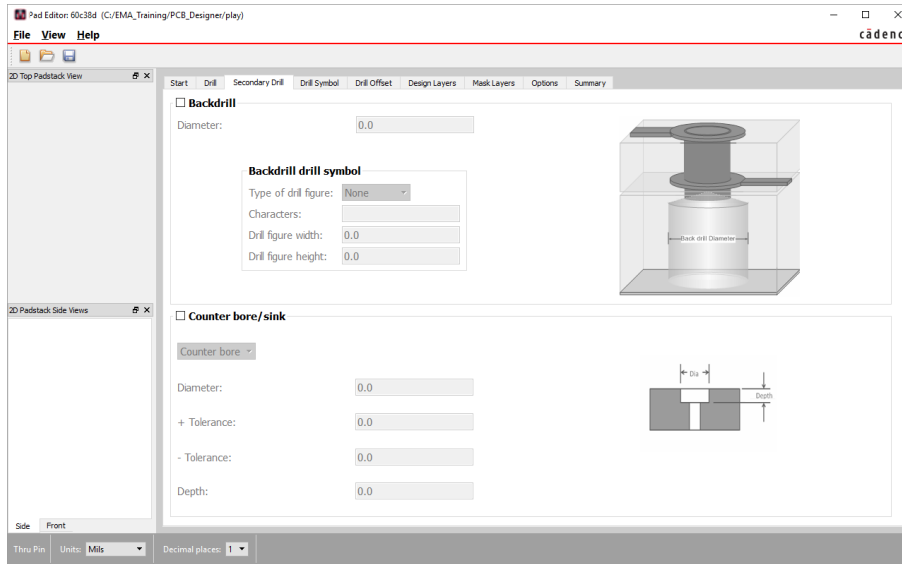 Pad Editor: 60c38d (C:/EMA_Training/PCB_Designer/play)
File View Help
cādenc
2D Top Padstack View
Start Drill Secondary Drill Drill Symbol Drill Offset Design Layers Mask Layers Options Summary
Backdrill
Diameter: 0.0
Backdrill drill symbol
Type of drill figure: None
Characters:
Drill figure width: 0.0
Drill figure height: 0.0
Back drill Diameter
2D Padstack Side Views
Counter bore/sink
Counter bore
Diameter: 0.0
+ Tolerance: 0.0
- Tolerance: 0.0
Depth: 0.0
Dia
Depth
Side Front
Thru Pin Units: Mils Decimal places: 1